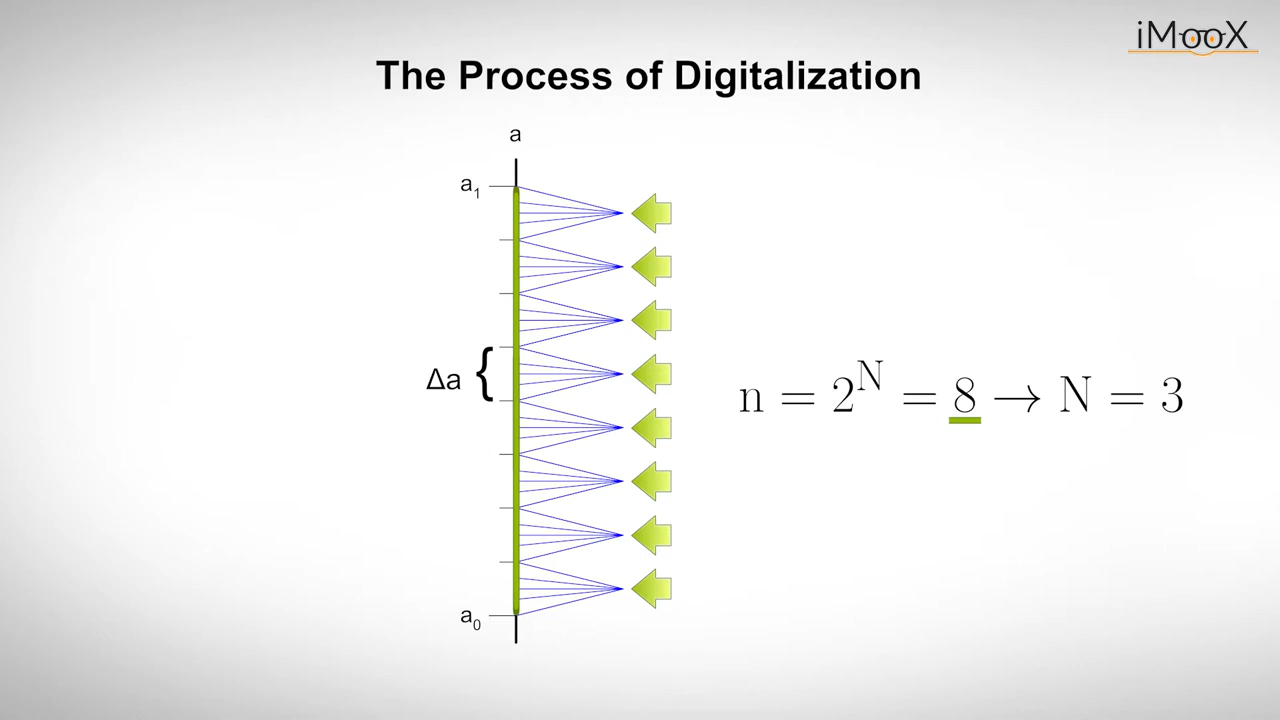 iMooX
The Process of Digitalization
a
a₁
Δa {
n = 2ᴺ = 8 → N = 3
a₀